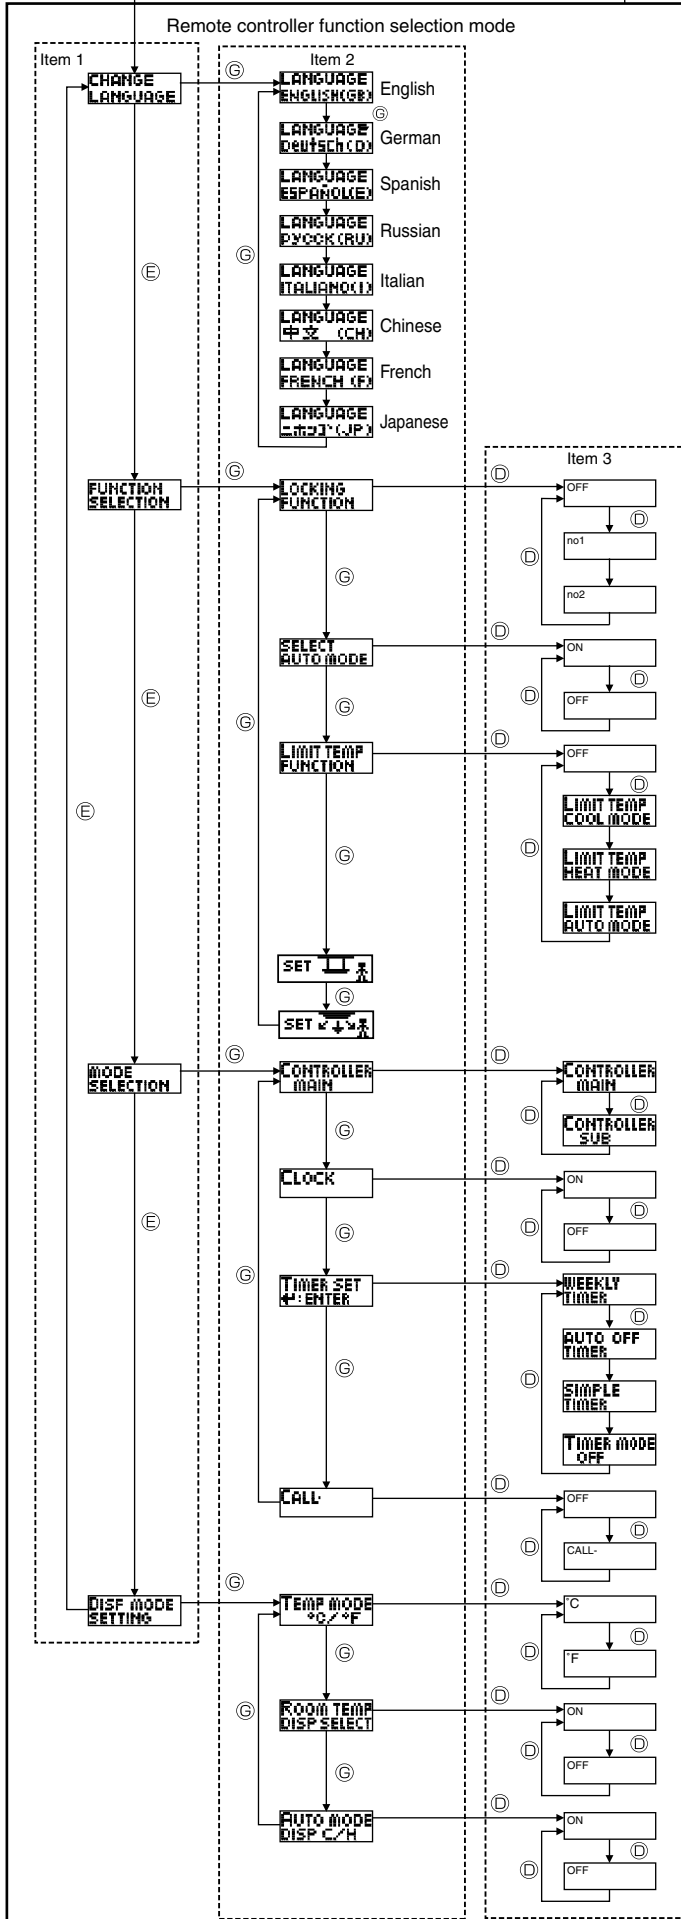 Remote controller function selection mode
Item 1
CHANGE
LANGUAGE
Ⓔ
FUNCTION
SELECTION
Ⓔ
Ⓔ
MODE
SELECTION
Ⓔ
DISP MODE
SETTING
Item 2
Ⓖ
LANGUAGE
ENGLISH(GB) English
Ⓖ
LANGUAGE
Deutsch(D) German
LANGUAGE
ESPAÑOL(E) Spanish
LANGUAGE
РУССК(RU) Russian
Ⓖ
LANGUAGE
ITALIANO(I) Italian
LANGUAGE
中文 (CH) Chinese
LANGUAGE
FRENCH (F) French
LANGUAGE
ニホンゴ(JP) Japanese
Ⓖ
LOCKING
FUNCTION
Ⓖ
SELECT
AUTO MODE
Ⓖ
Ⓖ
LIMIT TEMP
FUNCTION
Ⓖ
SET
Ⓖ
SET
Ⓖ
CONTROLLER
MAIN
Ⓖ
CLOCK
Ⓖ
Ⓖ
TIMER SET
↵:ENTER
Ⓖ
CALL-
Ⓖ
TEMP MODE
°C/°F
Ⓖ
ROOM TEMP
DISP SELECT
Ⓖ
Ⓖ
AUTO MODE
DISP C/H
Item 3
Ⓓ
OFF
Ⓓ
Ⓓ
no1
no2
Ⓓ
ON
Ⓓ
Ⓓ
OFF
Ⓓ
OFF
Ⓓ
LIMIT TEMP
COOL MODE
Ⓓ
LIMIT TEMP
HEAT MODE
LIMIT TEMP
AUTO MODE
Ⓓ
CONTROLLER
MAIN
Ⓓ
Ⓓ
CONTROLLER
SUB
Ⓓ
ON
Ⓓ
Ⓓ
OFF
Ⓓ
WEEKLY
TIMER
Ⓓ
AUTO OFF
TIMER
Ⓓ
SIMPLE
TIMER
TIMER MODE
OFF
Ⓓ
OFF
Ⓓ
Ⓓ
CALL-
Ⓓ
°C
Ⓓ
Ⓓ
°F
Ⓓ
ON
Ⓓ
Ⓓ
OFF
Ⓓ
ON
Ⓓ
Ⓓ
OFF